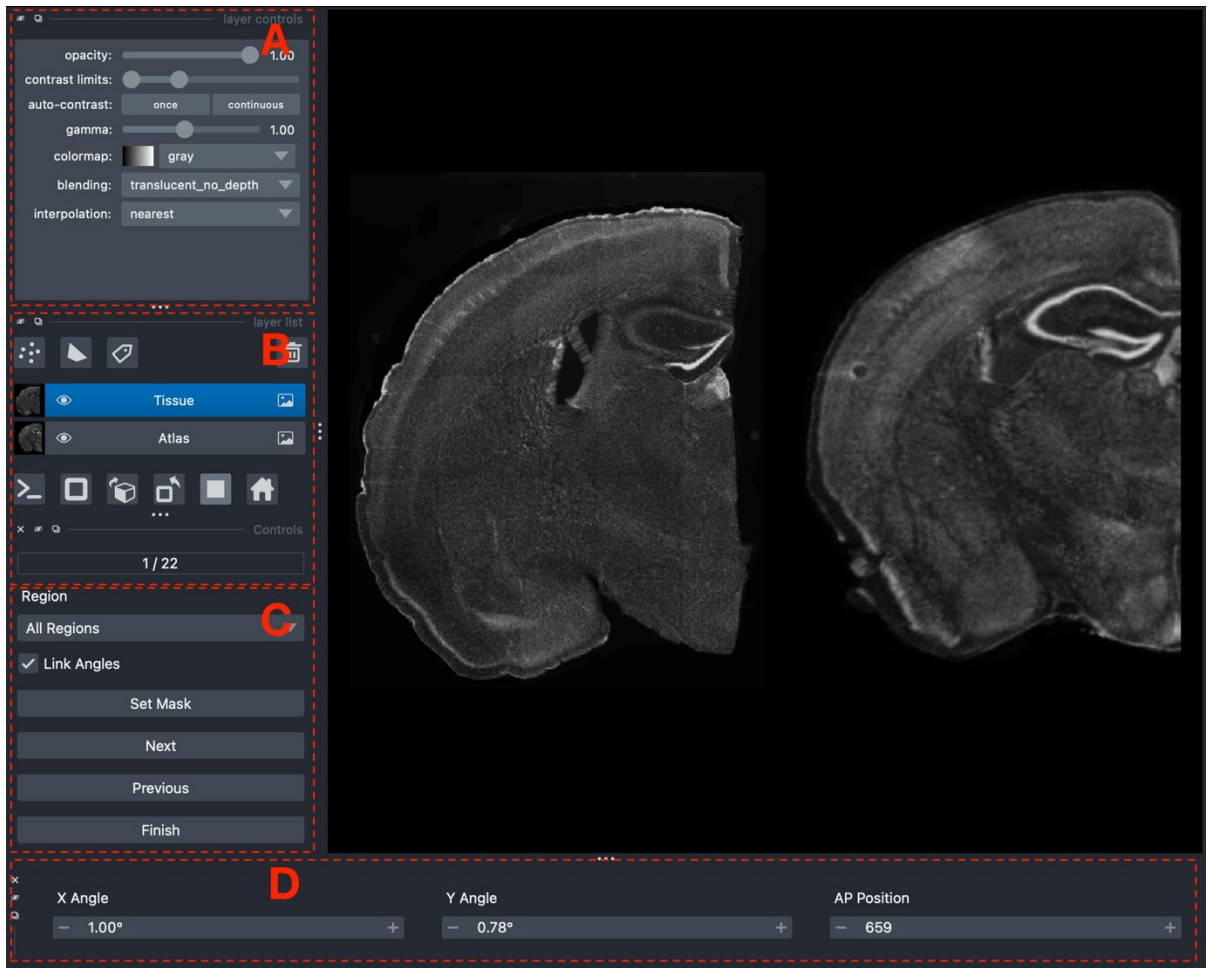 layer controls
A
opacity: 1.00
contrast limits:
auto-contrast: once continuous
gamma: 1.00
colormap: gray
blending: translucent_no_depth
interpolation: nearest
layer list
B
Tissue
Atlas
Controls
1 / 22
Region
C
All Regions
Link Angles
Set Mask
Next
Previous
Finish
D
X Angle Y Angle AP Position
− 1.00° + − 0.78° + − 659 +